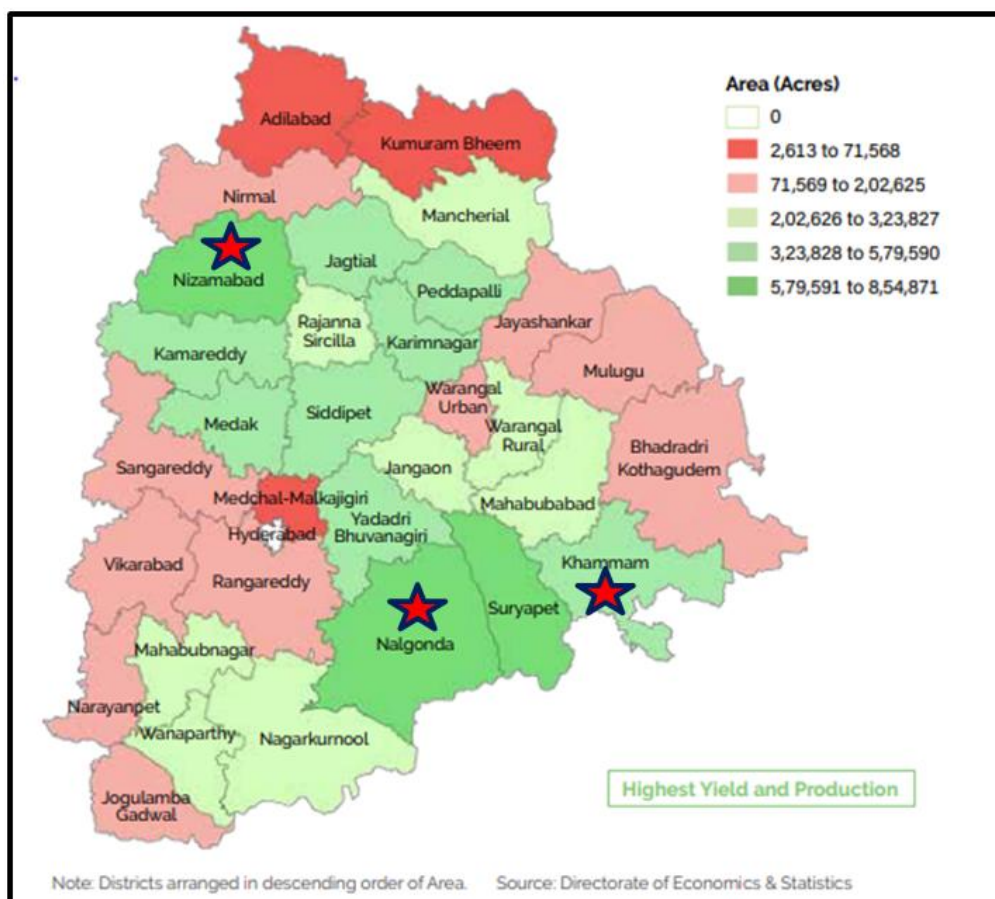 Area (Acres)
0
2,613 to 71,568
71,569 to 2,02,625
2,02,626 to 3,23,827
3,23,828 to 5,79,590
5,79,591 to 8,54,871
Adilabad
Kumuram Bheem
Nirmal
Mancherial
Nizamabad
Jagtial
Peddapalli
Rajanna
Sircilla
Karimnagar
Jayashankar
Mulugu
Kamareddy
Warangal
Urban
Warangal
Rural
Medak
Siddipet
Bhadradri
Kothagudem
Sangareddy
Jangaon
Mahabubabad
Medchal-Malkajigiri
Yadadri
Bhuvanagiri
Hyderabad
Khammam
Vikarabad
Rangareddy
Suryapet
Nalgonda
Mahabubnagar
Narayanpet
Wanaparthy
Nagarkurnool
Jogulamba
Gadwal
Highest Yield and Production
Note: Districts arranged in descending order of Area. Source: Directorate of Economics & Statistics